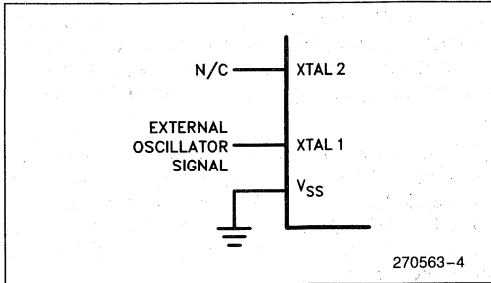 N/C XTAL 2
EXTERNAL
OSCILLATOR XTAL 1
SIGNAL
VSS
270563-4